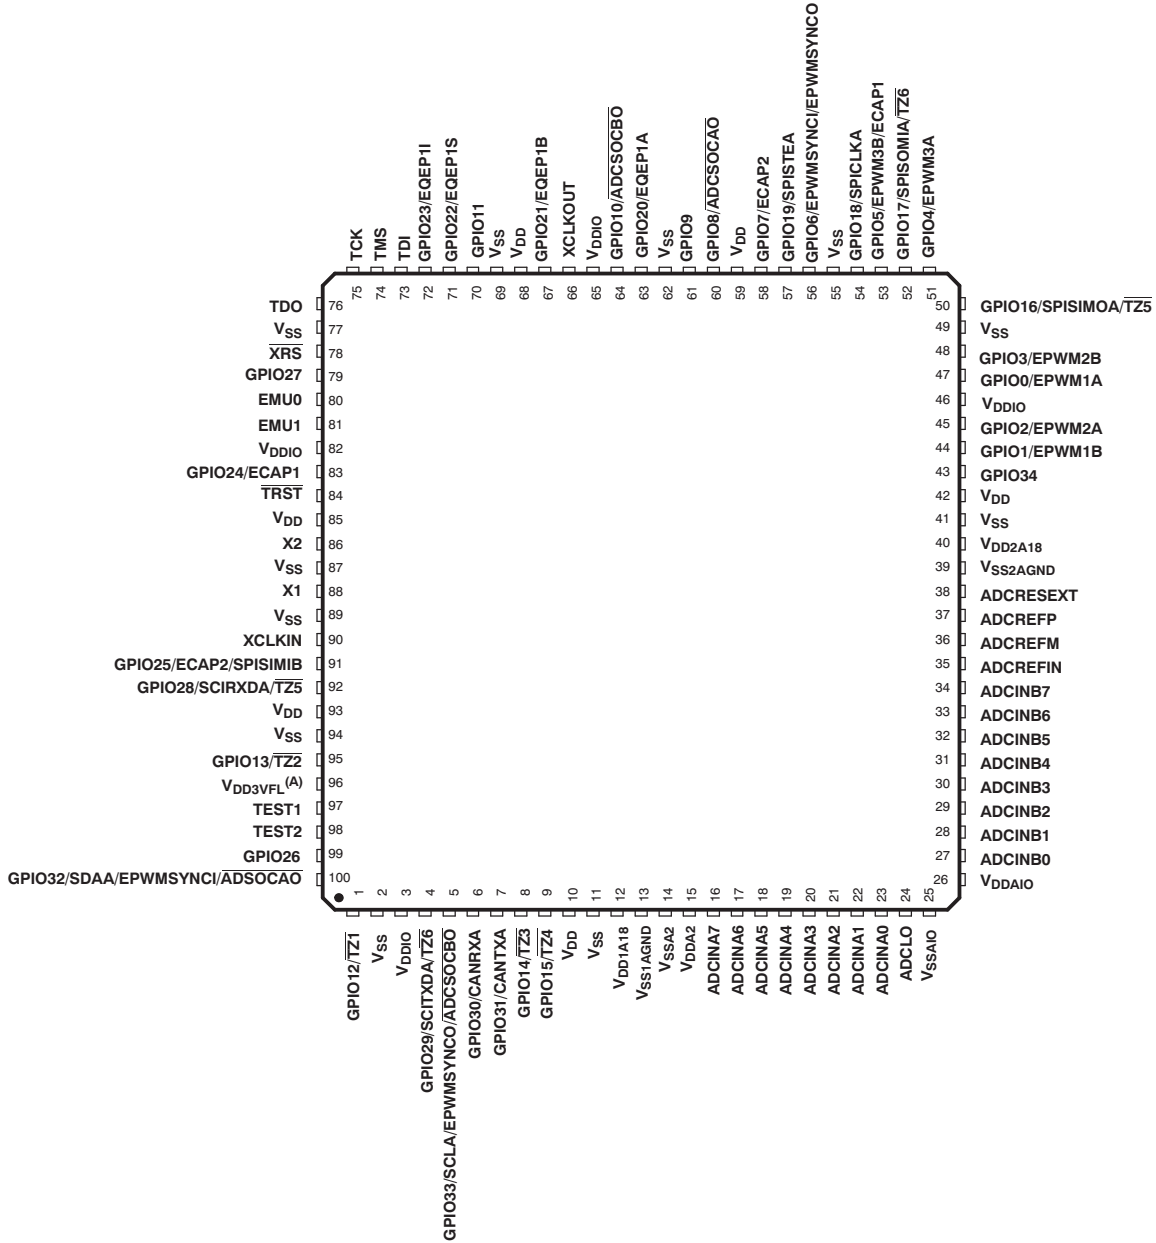 GPIO6/EPWMSYNCI/EPWMSYNCO
TCK
TMS
TDI
GPIO23/EQEP1I
GPIO22/EQEP1S
GPIO11
VSS
VDD
GPIO21/EQEP1B
XCLKOUT
VDDIO
GPIO10/ADCSOCBO
GPIO20/EQEP1A
VSS
GPIO9
GPIO8/ADCSOCAO
VDD
GPIO7/ECAP2
GPIO19/SPISTEA
VSS
GPIO18/SPICLKA
GPIO5/EPWM3B/ECAP1
GPIO17/SPISOMIA/TZ6
GPIO4/EPWM3A
75 74 73 72 71 70 69 68 67 66 65 64 63 62 61 60 59 58 57 56 55 54 53 52 51
TDO 76
VSS 77
XRS 78
GPIO27 79
EMU0 80
EMU1 81
VDDIO 82
GPIO24/ECAP1 83
TRST 84
VDD 85
X2 86
VSS 87
X1 88
VSS 89
XCLKIN 90
GPIO25/ECAP2/SPISIMIB 91
GPIO28/SCIRXDA/TZ5 92
VDD 93
VSS 94
GPIO13/TZ2 95
VDD3VFL(A) 96
TEST1 97
TEST2 98
GPIO26 99
GPIO32/SDAA/EPWMSYNCI/ADSOCAO 100
50 GPIO16/SPISIMOA/TZ5
49 VSS
48 GPIO3/EPWM2B
47 GPIO0/EPWM1A
46 VDDIO
45 GPIO2/EPWM2A
44 GPIO1/EPWM1B
43 GPIO34
42 VDD
41 VSS
40 VDD2A18
39 VSS2AGND
38 ADCRESEXT
37 ADCREFP
36 ADCREFM
35 ADCREFIN
34 ADCINB7
33 ADCINB6
32 ADCINB5
31 ADCINB4
30 ADCINB3
29 ADCINB2
28 ADCINB1
27 ADCINB0
26 VDDAIO
1 2 3 4 5 6 7 8 9 10 11 12 13 14 15 16 17 18 19 20 21 22 23 24 25
GPIO12/TZ1
VSS
VDDIO
GPIO29/SCITXDA/TZ6
GPIO33/SCLA/EPWMSYNCO/ADCSOCBO
GPIO30/CANRXA
GPIO31/CANTXA
GPIO14/TZ3
GPIO15/TZ4
VDD
VSS
VDD1A18
VSS1AGND
VSSA2
VDDA2
ADCINA7
ADCINA6
ADCINA5
ADCINA4
ADCINA3
ADCINA2
ADCINA1
ADCINA0
ADCLO
VSSAIO